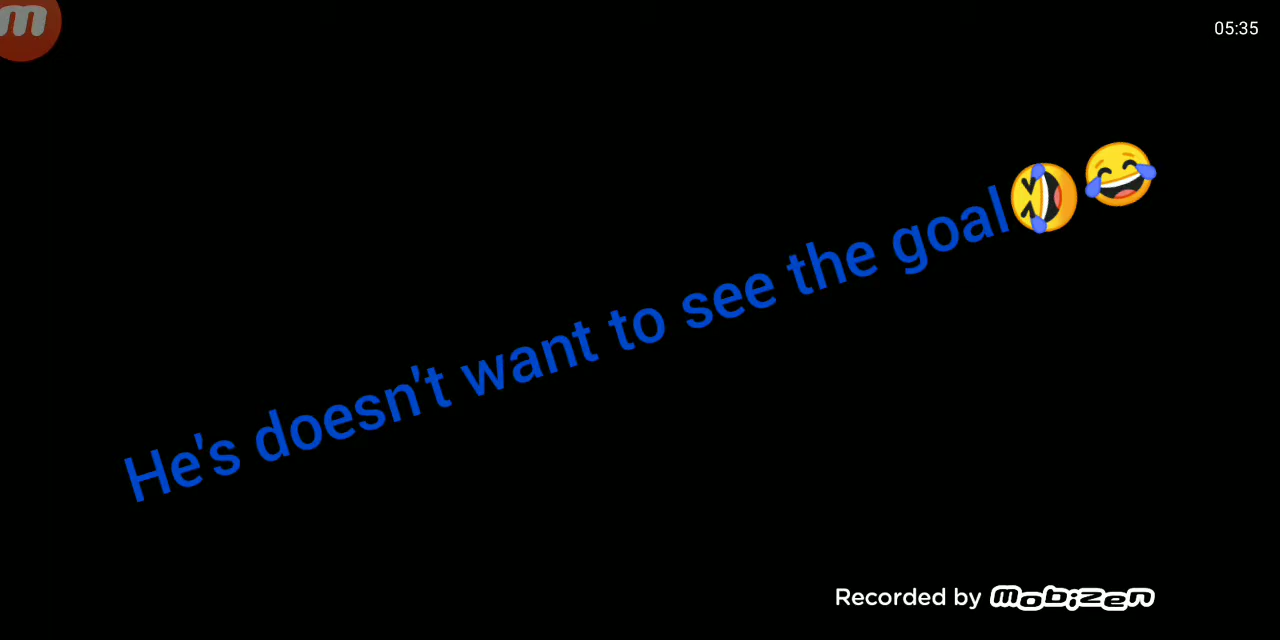 m
05:35
He's doesn't want to see the goal🤣😂
Recorded by mobizen